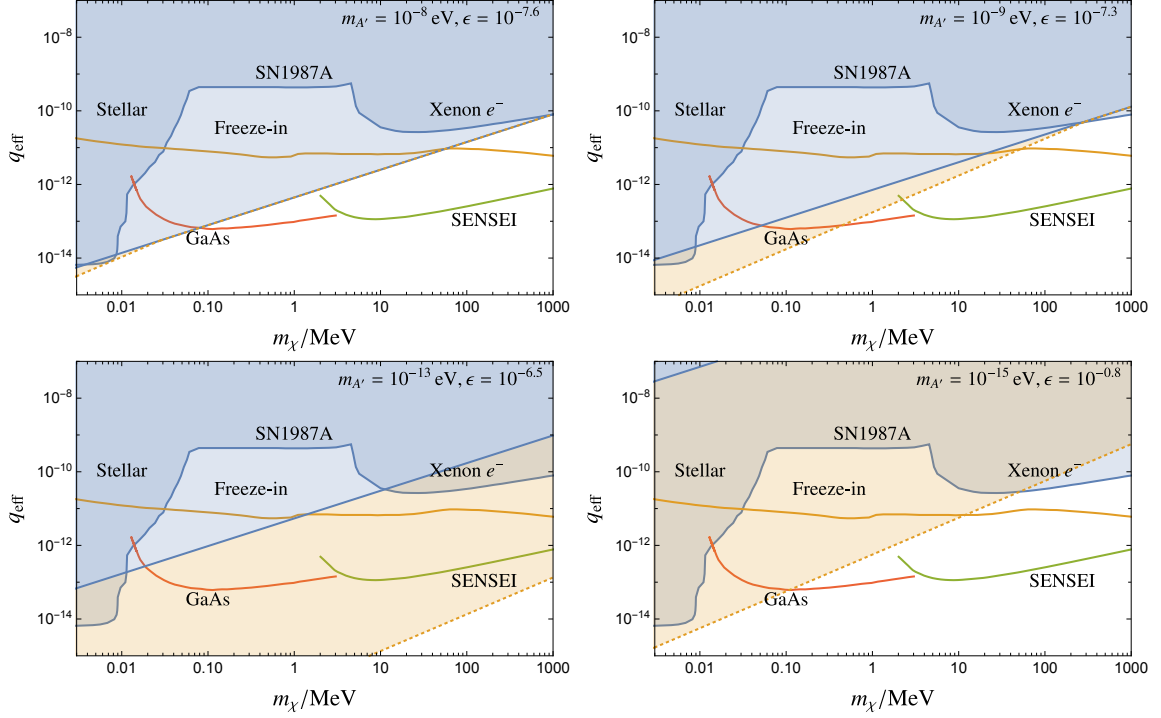 m_{A'} = 10^{-8} eV, ϵ = 10^{-7.6}
10^{-8}
SN1987A
Stellar
Xenon e^-
10^{-10}
Freeze-in
q_eff
10^{-12}
SENSEI
GaAs
10^{-14}
0.01 0.10 1 10 100 1000
m_χ/MeV
m_{A'} = 10^{-9} eV, ϵ = 10^{-7.3}
10^{-8}
SN1987A
Stellar
Xenon e^-
10^{-10}
Freeze-in
q_eff
10^{-12}
SENSEI
GaAs
10^{-14}
0.01 0.10 1 10 100 1000
m_χ/MeV
m_{A'} = 10^{-13} eV, ϵ = 10^{-6.5}
10^{-8}
SN1987A
Stellar
Xenon e^-
10^{-10}
Freeze-in
q_eff
10^{-12}
SENSEI
GaAs
10^{-14}
0.01 0.10 1 10 100 1000
m_χ/MeV
m_{A'} = 10^{-15} eV, ϵ = 10^{-0.8}
10^{-8}
SN1987A
Stellar
Xenon e^-
10^{-10}
Freeze-in
q_eff
10^{-12}
SENSEI
GaAs
10^{-14}
0.01 0.10 1 10 100 1000
m_χ/MeV